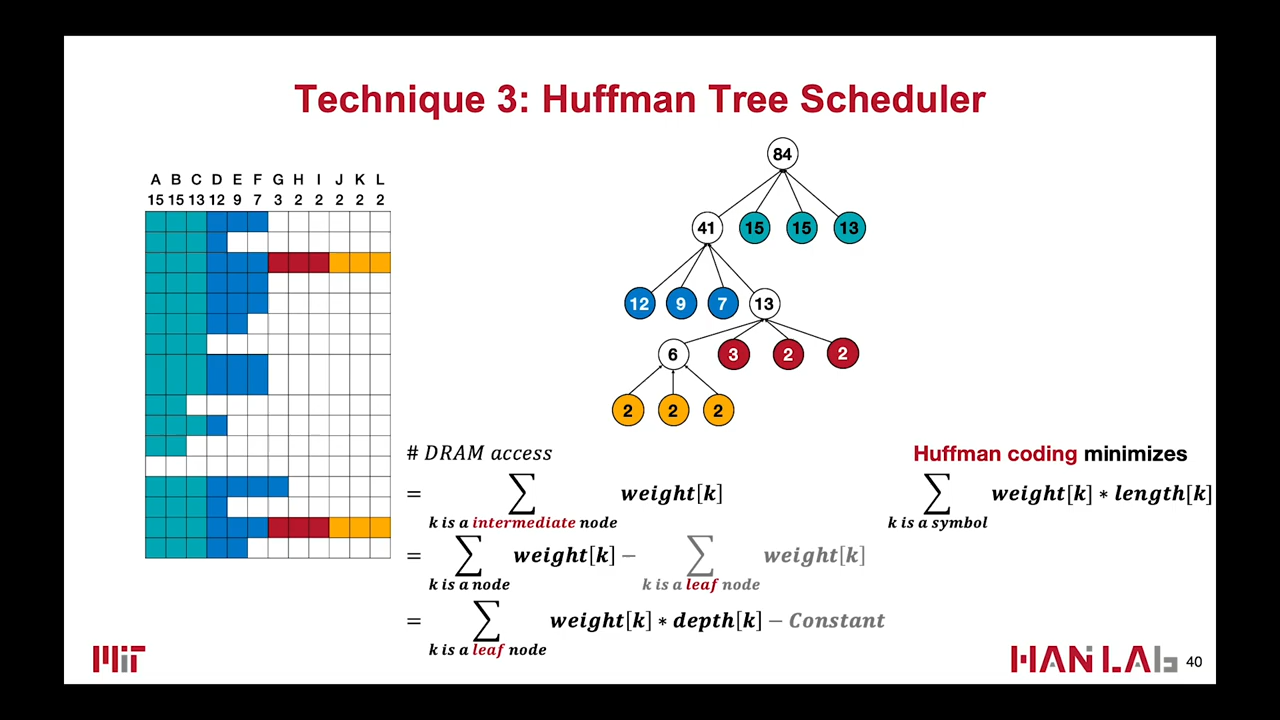 Technique 3: Huffman Tree Scheduler
A B C D E F G H I J K L
15 15 13 12 9 7 3 2 2 2 2 2
84
41 15 15 13
12 9 7 13
6 3 2 2
2 2 2
# DRAM access
= ∑ weight[k]
k is a intermediate node
= ∑ weight[k] − ∑ weight[k]
k is a node k is a leaf node
= ∑ weight[k] ∗ depth[k] − Constant
k is a leaf node
Huffman coding minimizes
∑ weight[k] ∗ length[k]
k is a symbol
MIT
HAN LAB
40